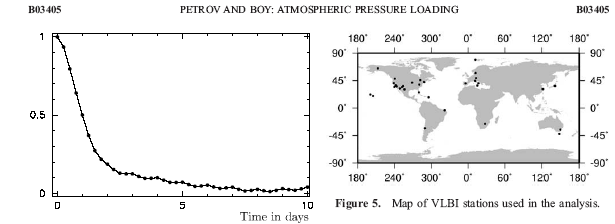 B03405 PETROV AND BOY: ATMOSPHERIC PRESSURE LOADING B03405
1
0.5
0
0 5 10
Time in days
180° 240° 300° 0° 60° 120° 180°
90° 90°
45° 45°
0° 0°
-45° -45°
-90° -90°
180° 240° 300° 0° 60° 120° 180°
Figure 5. Map of VLBI stations used in the analysis.